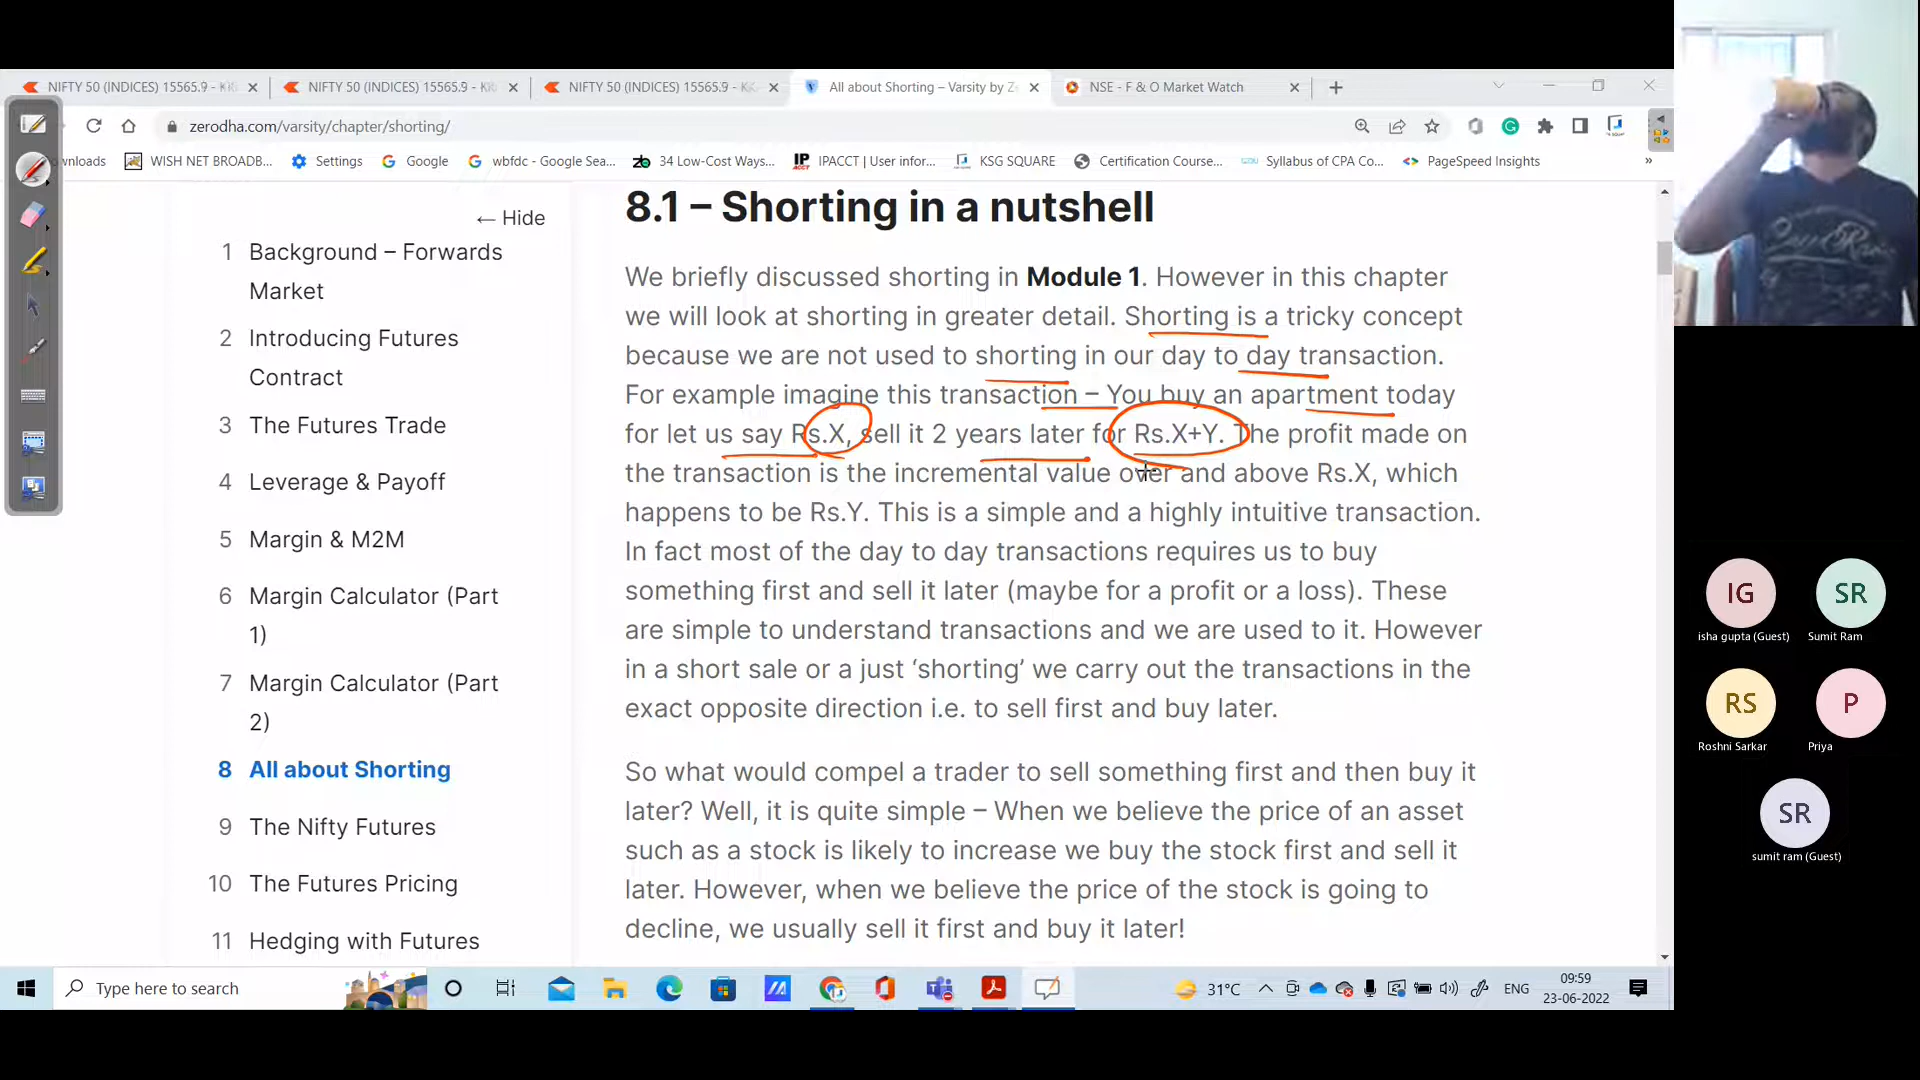 NIFTY 50 (INDICES) 15565.9 - Kit
NIFTY 50 (INDICES) 15565.9 - Kit
NIFTY 50 (INDICES) 15565.9 - Kit
All about Shorting – Varsity by Z
NSE - F & O Market Watch
zerodha.com/varsity/chapter/shorting/
wnloads
WISH NET BROADB...
Settings
Google
wbfdc - Google Sea...
34 Low-Cost Ways...
IPACCT | User infor...
KSG SQUARE
Certification Course...
Syllabus of CPA Co...
PageSpeed Insights
»
← Hide
1 Background – Forwards
Market
2 Introducing Futures
Contract
3 The Futures Trade
4 Leverage & Payoff
5 Margin & M2M
6 Margin Calculator (Part
1)
7 Margin Calculator (Part
2)
8 All about Shorting
9 The Nifty Futures
10 The Futures Pricing
11 Hedging with Futures
8.1 – Shorting in a nutshell
We briefly discussed shorting in Module 1. However in this chapter
we will look at shorting in greater detail. Shorting is a tricky concept
because we are not used to shorting in our day to day transaction.
For example imagine this transaction – You buy an apartment today
for let us say Rs.X, sell it 2 years later for Rs.X+Y. The profit made on
the transaction is the incremental value over and above Rs.X, which
happens to be Rs.Y. This is a simple and a highly intuitive transaction.
In fact most of the day to day transactions requires us to buy
something first and sell it later (maybe for a profit or a loss). These
are simple to understand transactions and we are used to it. However
in a short sale or a just ‘shorting’ we carry out the transactions in the
exact opposite direction i.e. to sell first and buy later.
So what would compel a trader to sell something first and then buy it
later? Well, it is quite simple – When we believe the price of an asset
such as a stock is likely to increase we buy the stock first and sell it
later. However, when we believe the price of the stock is going to
decline, we usually sell it first and buy it later!
IG
isha gupta (Guest)
SR
Sumit Ram
RS
Roshni Sarkar
P
Priya
SR
sumit ram (Guest)
Type here to search
31°C
ENG
09:59
23-06-2022